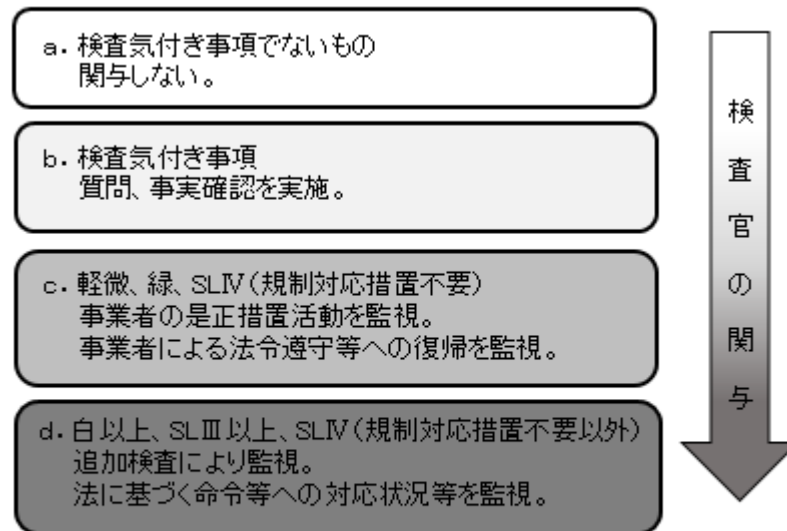 a．検査気付き事項でないもの
関与しない。
b．検査気付き事項
質問、事実確認を実施。
c．軽微、緑、SLⅣ（規制対応措置不要）
事業者の是正措置活動を監視。
事業者による法令遵守等への復帰を監視。
d．白以上、SLⅢ以上、SLⅣ（規制対応措置不要以外）
追加検査により監視。
法に基づく命令等への対応状況等を監視。
検査官の関与